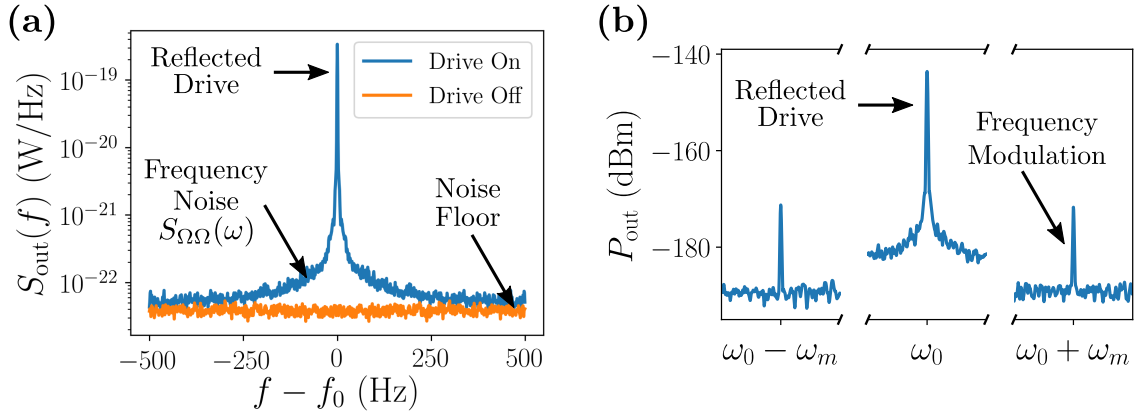 (a)
S_out(f) (W/Hz)
10^−19
10^−20
10^−21
10^−22
Reflected
Drive
Drive On
Drive Off
Frequency
Noise
S_ΩΩ(ω)
Noise
Floor
−500
−250
0
250
500
f − f_0 (Hz)
(b)
P_out (dBm)
−140
−160
−180
Reflected
Drive
Frequency
Modulation
ω_0 − ω_m
ω_0
ω_0 + ω_m